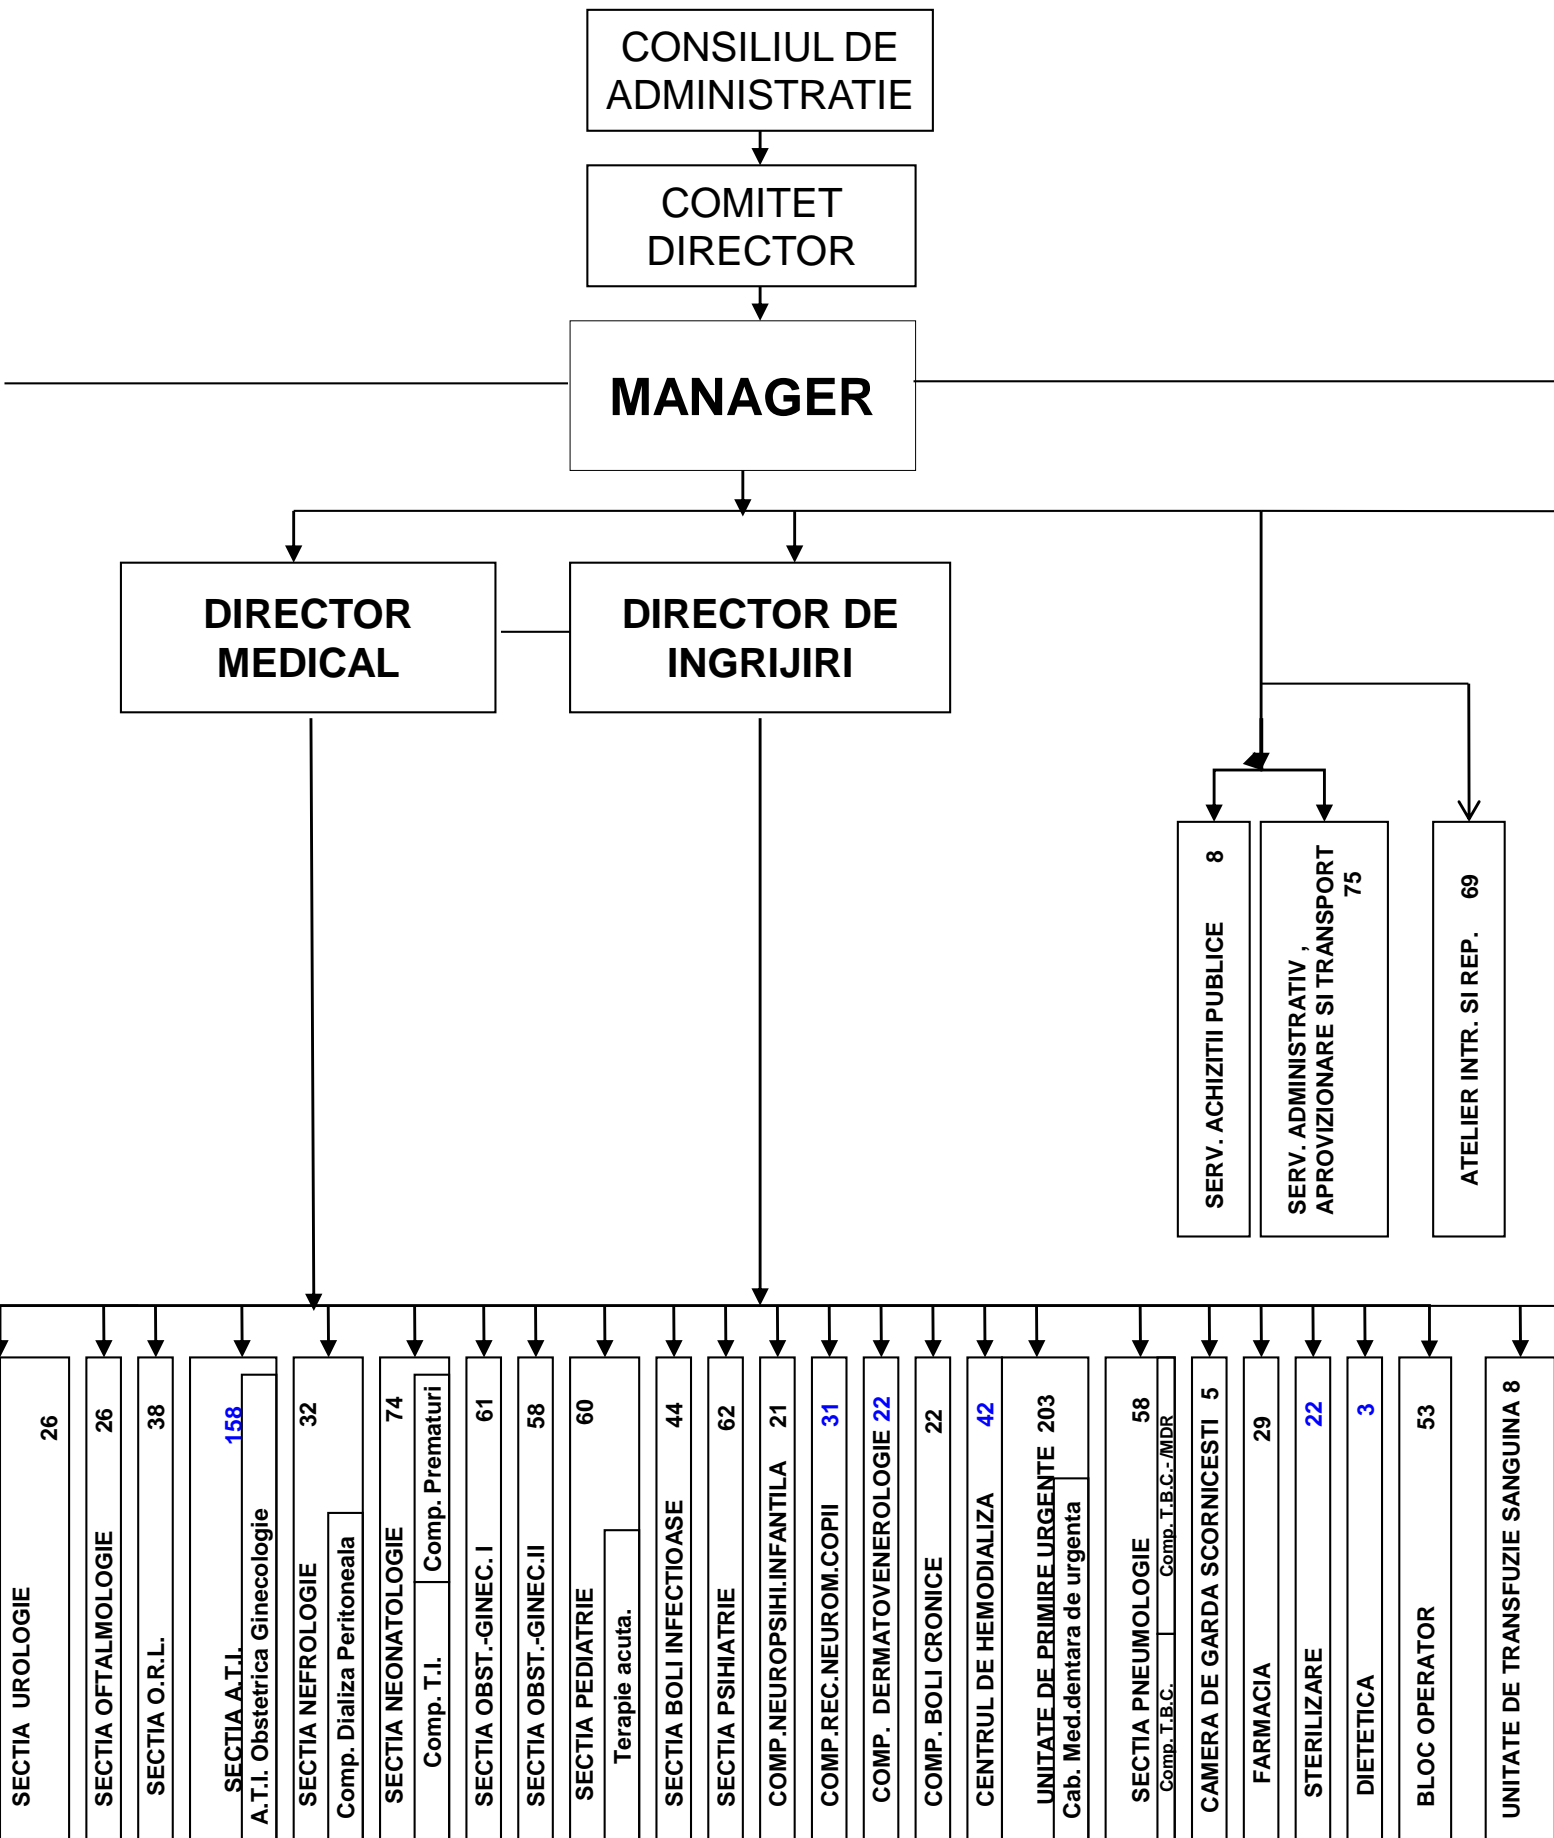 CONSILIUL DE
ADMINISTRATIE
COMITET
DIRECTOR
MANAGER
DIRECTOR
MEDICAL
DIRECTOR DE
INGRIJIRI
SERV. ACHIZITII PUBLICE 8
SERV. ADMINISTRATIV ,
APROVIZIONARE SI TRANSPORT
75
ATELIER INTR. SI REP. 69
SECTIA UROLOGIE
26
SECTIA OFTALMOLOGIE 26
SECTIA O.R.L. 38
SECTIA A.T.I. 158
A.T.I. Obstetrica Ginecologie
SECTIA NEFROLOGIE 32
Comp. Dializa Peritoneala
SECTIA NEONATOLOGIE 74
Comp. T.I.
Comp. Prematuri
SECTIA OBST.-GINEC. I 61
SECTIA OBST.-GINEC.II 58
SECTIA PEDIATRIE 60
Terapie acuta.
SECTIA BOLI INFECTIOASE 44
SECTIA PSIHIATRIE 62
COMP.NEUROPSIHI.INFANTILA 21
COMP.REC.NEUROM.COPII 31
COMP. DERMATOVENEROLOGIE 22
COMP. BOLI CRONICE 22
CENTRUL DE HEMODIALIZA 42
UNITATE DE PRIMIRE URGENTE 203
Cab. Med.dentara de urgenta
SECTIA PNEUMOLOGIE 58
Comp. T.B.C.
Comp. T.B.C.- /MDR
CAMERA DE GARDA SCORNICESTI 5
FARMACIA 29
STERILIZARE 22
DIETETICA 3
BLOC OPERATOR 53
UNITATE DE TRANSFUZIE SANGUINA 8